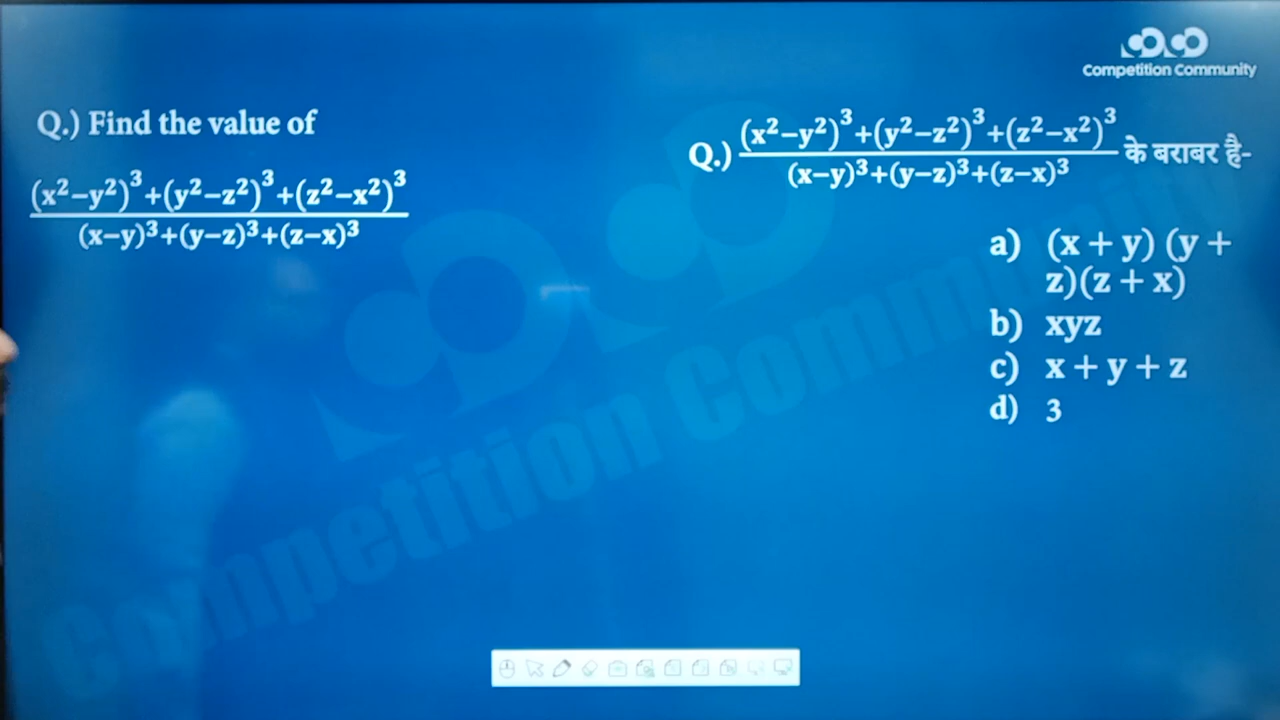 Competition Community
Q.) Find the value of
(x²−y²)³+(y²−z²)³+(z²−x²)³
(x−y)³+(y−z)³+(z−x)³
Q.) (x²−y²)³+(y²−z²)³+(z²−x²)³ के बराबर है-
(x−y)³+(y−z)³+(z−x)³
a) (x + y) (y +
z)(z + x)
b) xyz
c) x + y + z
d) 3
Competition Community